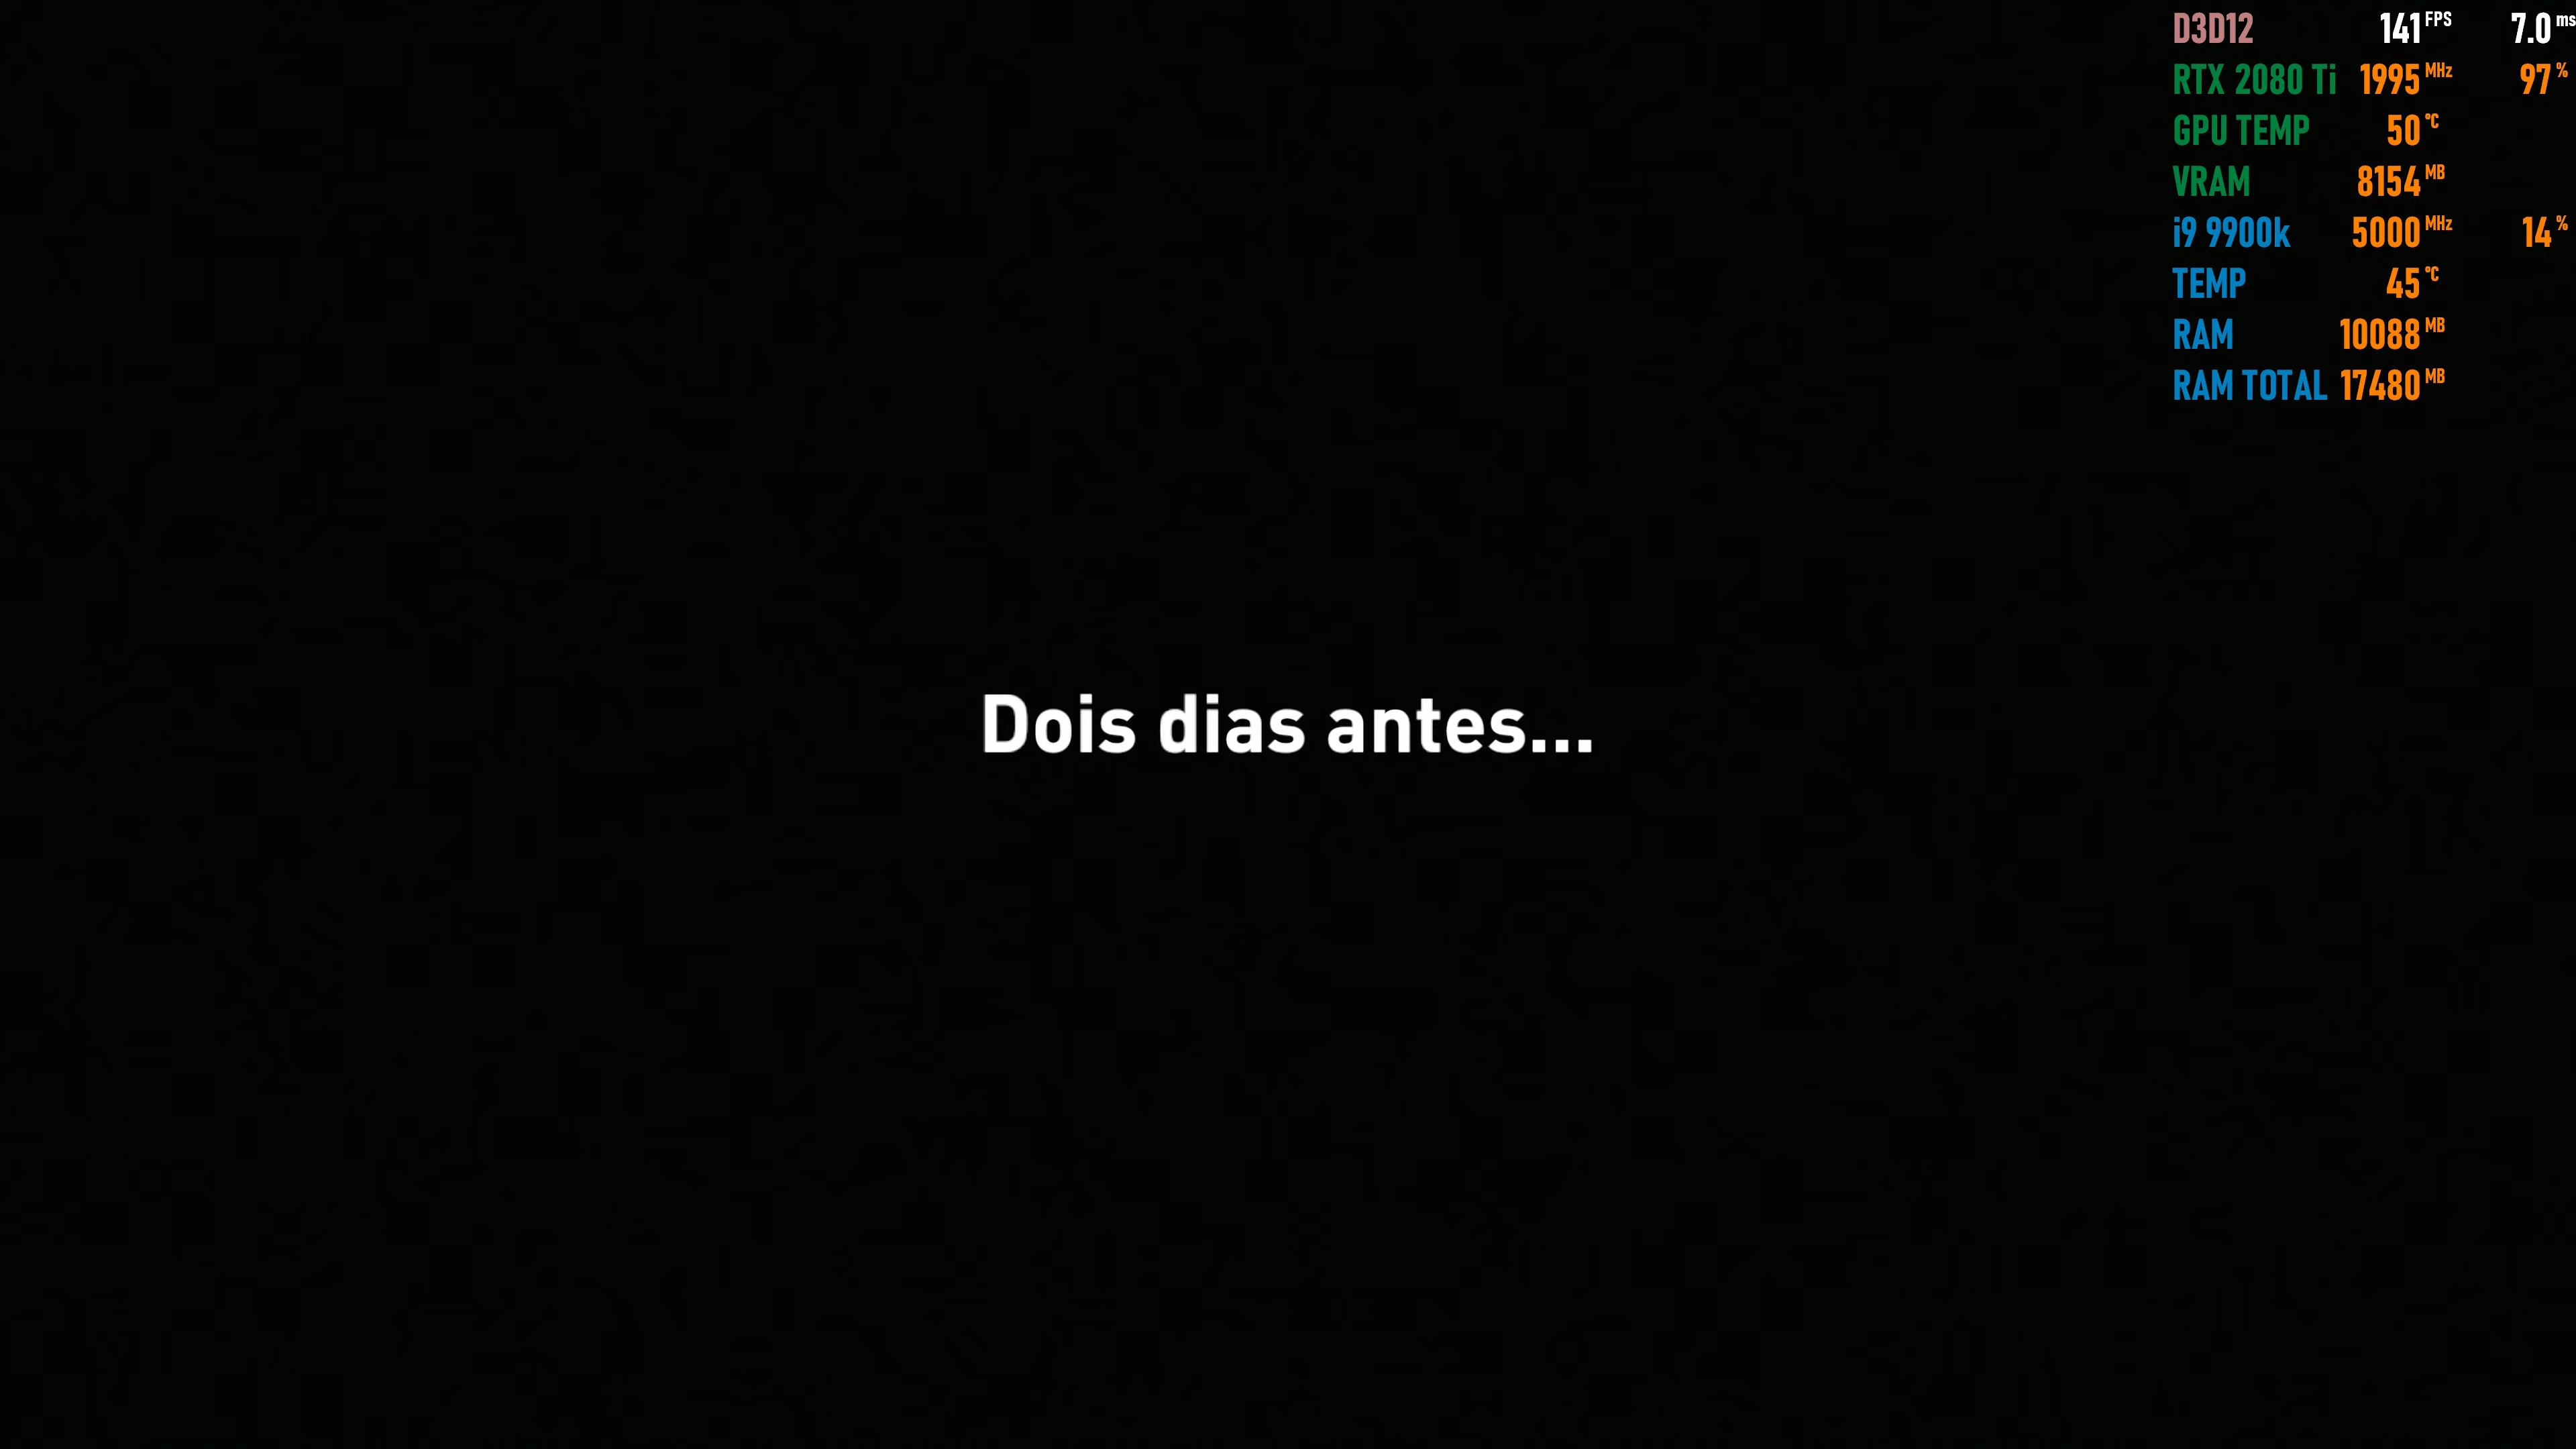 D3D12 141 FPS 7.0 ms
RTX 2080 Ti 1995 MHz 97 %
GPU TEMP 50 °C
VRAM 8154 MB
i9 9900k 5000 MHz 14 %
TEMP 45 °C
RAM 10088 MB
RAM TOTAL 17480 MB
Dois dias antes...